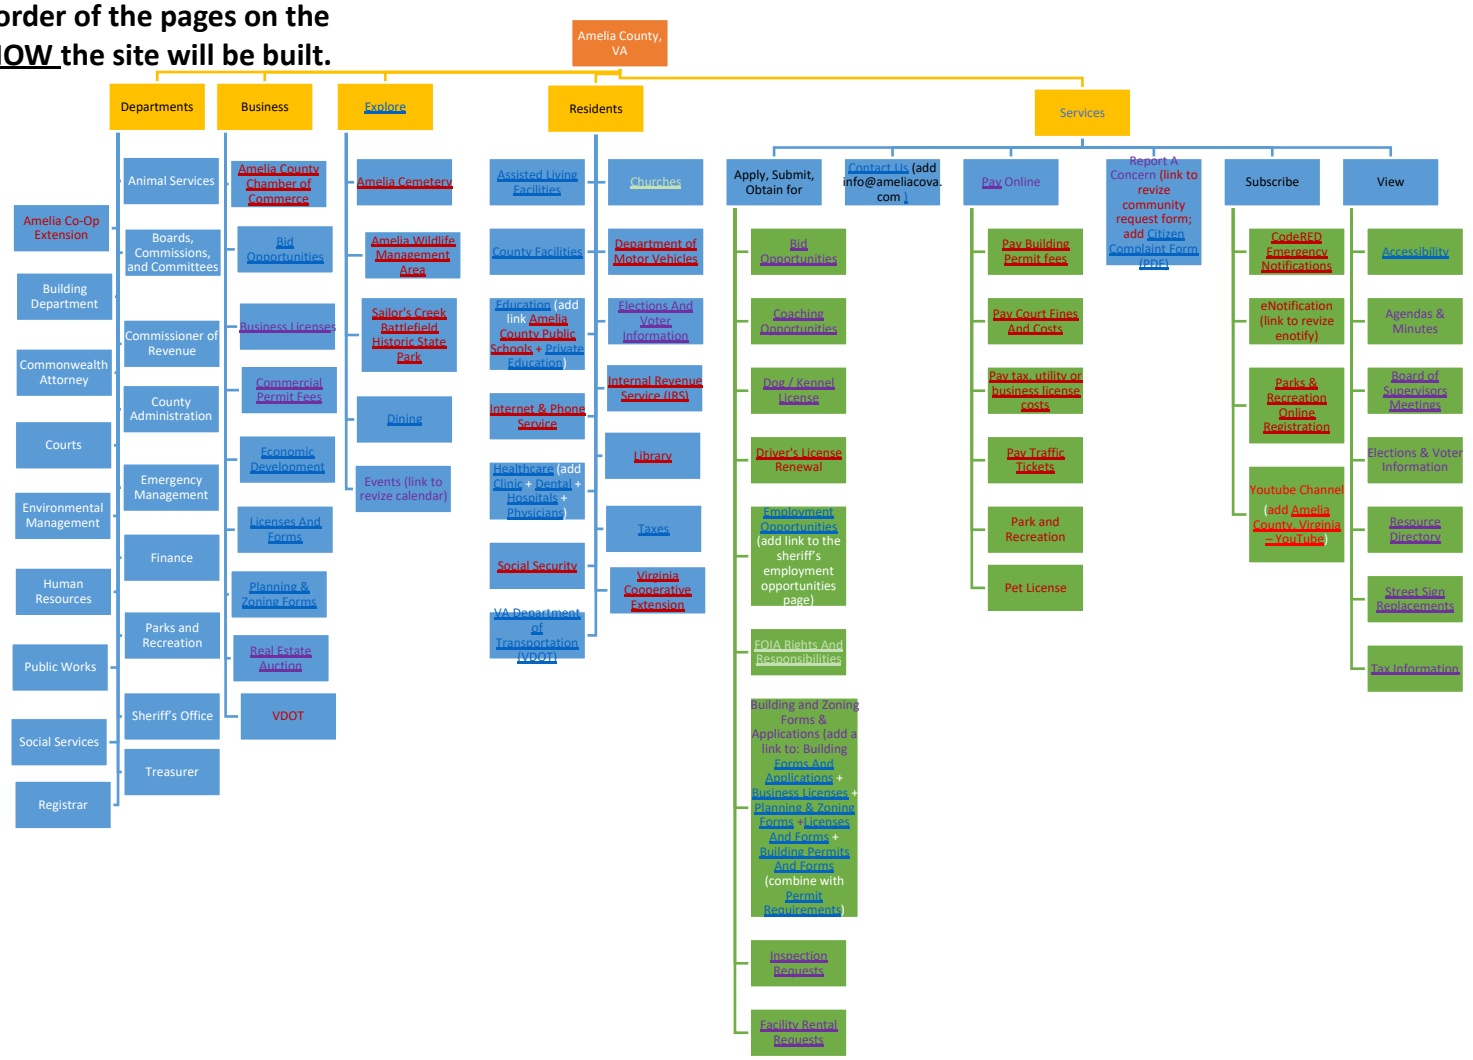 order of the pages on the
HOW the site will be built.
Amelia County,
VA
Departments
Business
Explore
Residents
Services
Animal Services
Amelia Co-Op
Extension
Boards,
Commissions,
and Committees
Building
Department
Commissioner of
Revenue
Commonwealth
Attorney
County
Administration
Courts
Emergency
Management
Environmental
Management
Finance
Human
Resources
Parks and
Recreation
Public Works
Sheriff's Office
Social Services
Treasurer
Registrar
Amelia County
Chamber of
Commerce
Bid
Opportunities
Business Licenses
Commercial
Permit Fees
Economic
Development
Licenses And
Forms
Planning &
Zoning Forms
Real Estate
Auction
VDOT
Amelia Cemetery
Amelia Wildlife
Management
Area
Sailor's Creek
Battlefield
Historic State
Park
Dining
Events (link to
revize calendar)
Assisted Living
Facilities
Churches
County Facilities
Department of
Motor Vehicles
Education (add
link Amelia
County Public
Schools + Private
Education)
Elections And
Voter
Information
Internet & Phone
Service
Internal Revenue
Service (IRS)
Healthcare (add
Clinic + Dental +
Hospitals +
Physicians)
Library
Social Security
Taxes
VA Department
of
Transportation
(VDOT)
Virginia
Cooperative
Extension
Apply, Submit,
Obtain for
Bid
Opportunities
Coaching
Opportunities
Dog / Kennel
License
Driver's License
Renewal
Employment
Opportunities
(add link to the
sheriff's
employment
opportunities
page)
FOIA Rights And
Responsibilities
Building and Zoning
Forms &
Applications (add a
link to: Building
Forms And
Applications +
Business Licenses +
Planning & Zoning
Forms +Licenses
And Forms +
Building Permits
And Forms
(combine with
Permit
Requirements)
Inspection
Requests
Facility Rental
Requests
Contact Us (add
info@ameliacova.
com )
Pay Online
Pay Building
Permit fees
Pay Court Fines
And Costs
Pay tax, utility or
business license
costs
Pay Traffic
Tickets
Park and
Recreation
Pet License
Report A
Concern (link to
revize
community
request form;
add Citizen
Complaint Form
(PDF)
Subscribe
CodeRED
Emergency
Notifications
eNotification
(link to revize
enotify)
Parks &
Recreation
Online
Registration
Youtube Channel
(add Amelia
County, Virginia
– YouTube)
View
Accessibility
Agendas &
Minutes
Board of
Supervisors
Meetings
Elections & Voter
Information
Resource
Directory
Street Sign
Replacements
Tax Information